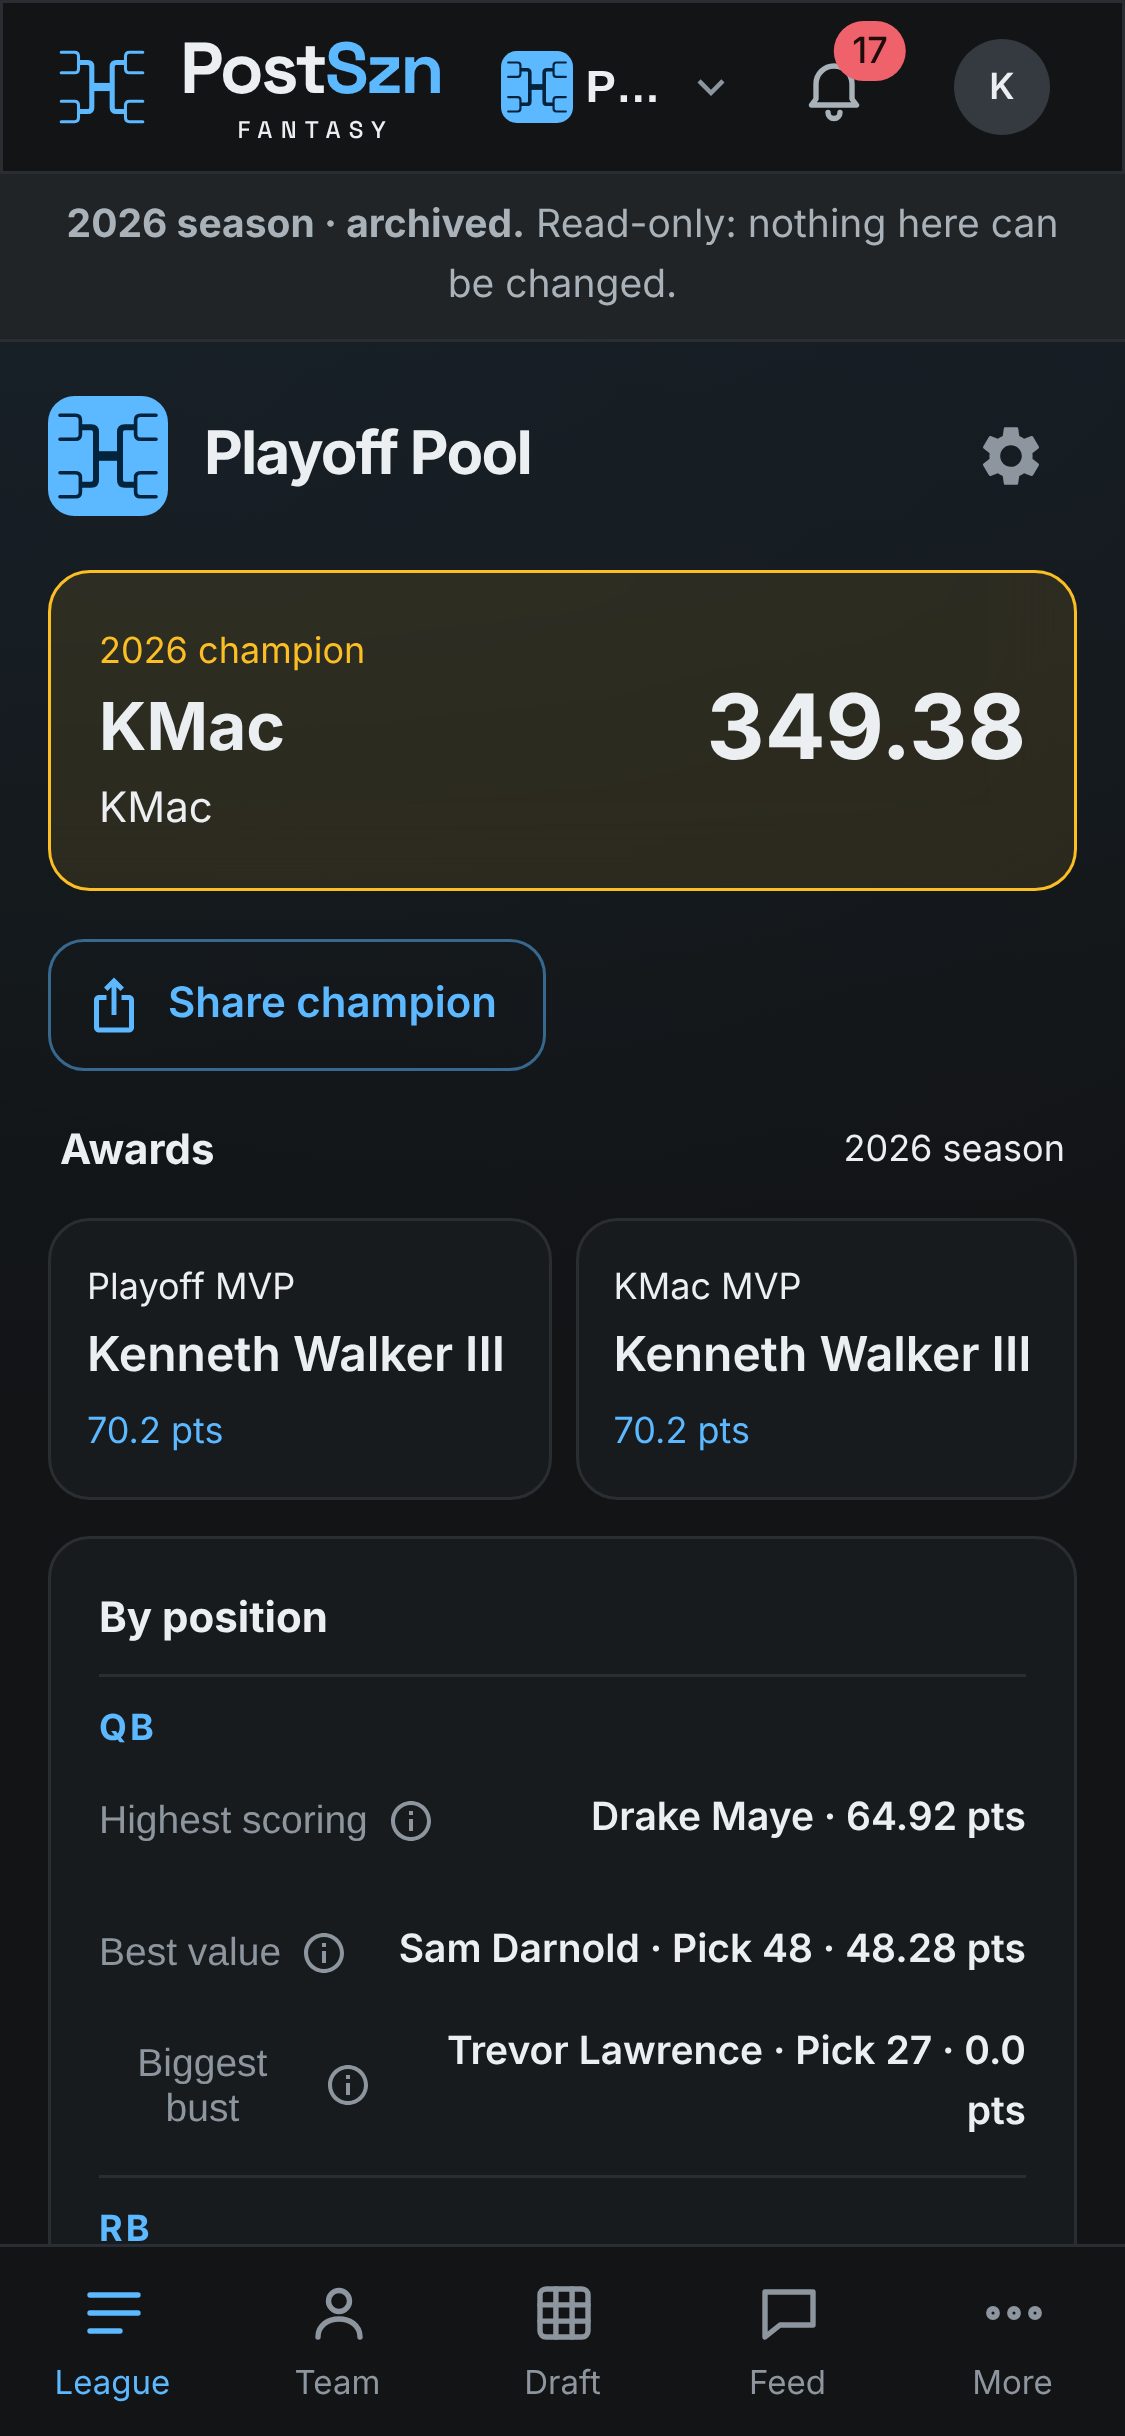 PostSzn
FANTASY
P...
17
K
2026 season · archived. Read-only: nothing here can
be changed.
Playoff Pool
2026 champion
KMac
349.38
KMac
Share champion
Awards
2026 season
Playoff MVP
Kenneth Walker III
70.2 pts
KMac MVP
Kenneth Walker III
70.2 pts
By position
QB
Highest scoring
Drake Maye · 64.92 pts
Best value
Sam Darnold · Pick 48 · 48.28 pts
Biggest
bust
Trevor Lawrence · Pick 27 · 0.0
pts
RB
League
Team
Draft
Feed
More